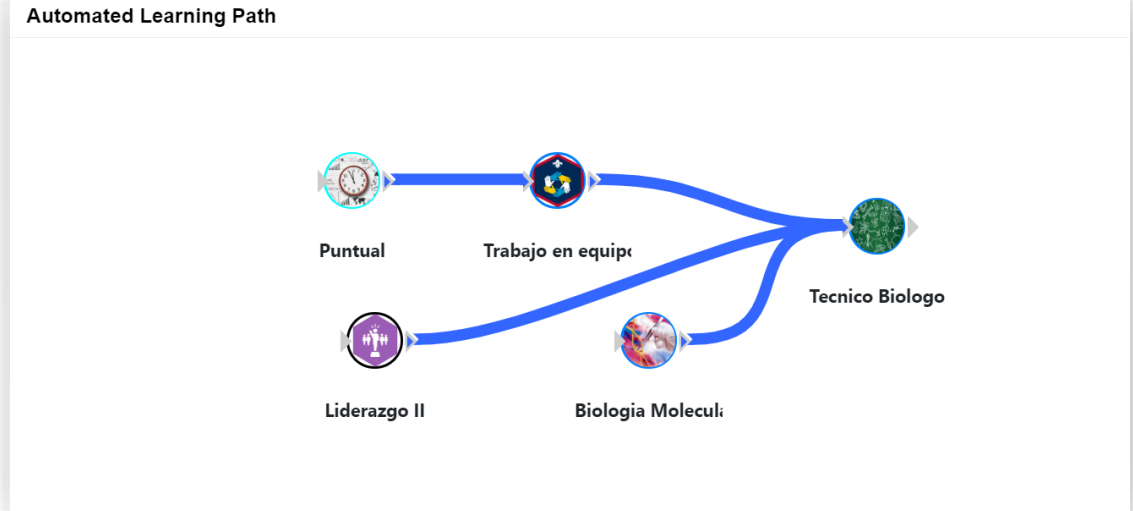 Automated Learning Path
Puntual
Trabajo en equipo
Tecnico Biologo
Liderazgo II
Biologia Molecula